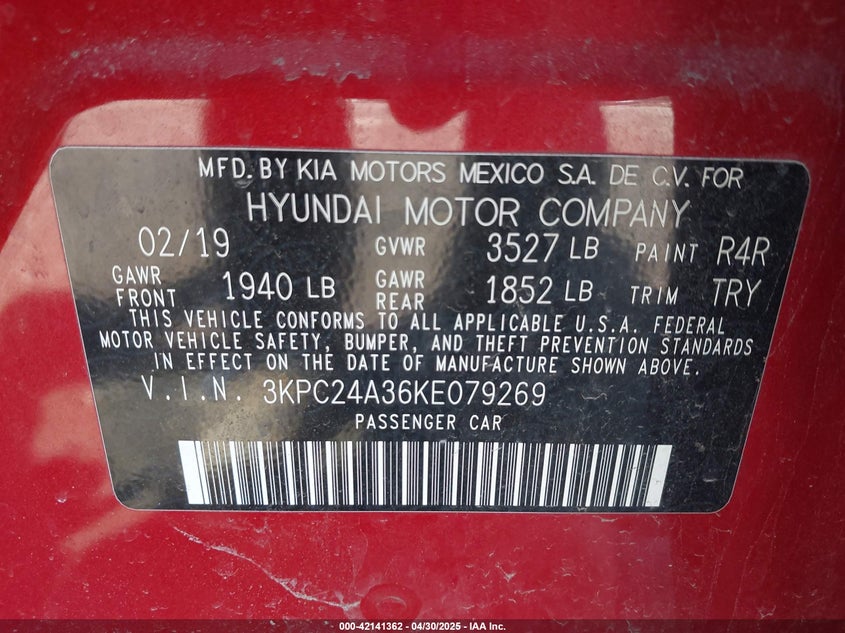 MFD. BY KIA MOTORS MEXICO S.A. DE C.V. FOR
HYUNDAI MOTOR COMPANY
02/19 GVWR 3527 LB PAINT R4R
GAWR FRONT 1940 LB GAWR REAR 1852 LB TRIM TRY
THIS VEHICLE CONFORMS TO ALL APPLICABLE U.S.A. FEDERAL
MOTOR VEHICLE SAFETY, BUMPER, AND THEFT PREVENTION STANDARDS
IN EFFECT ON THE DATE OF MANUFACTURE SHOWN ABOVE.
V.I.N. 3KPC24A36KE079269
PASSENGER CAR
000-42141362 - 04/30/2025 - IAA Inc.